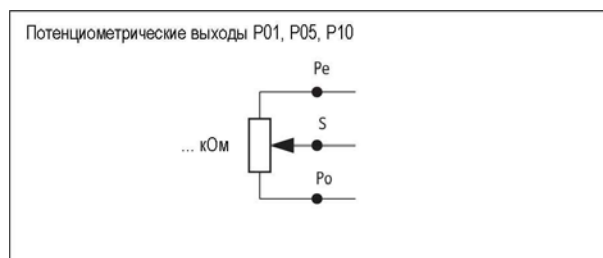 Потенциометрические выходы P01, P05, P10
Pe
S
... кОм
Po